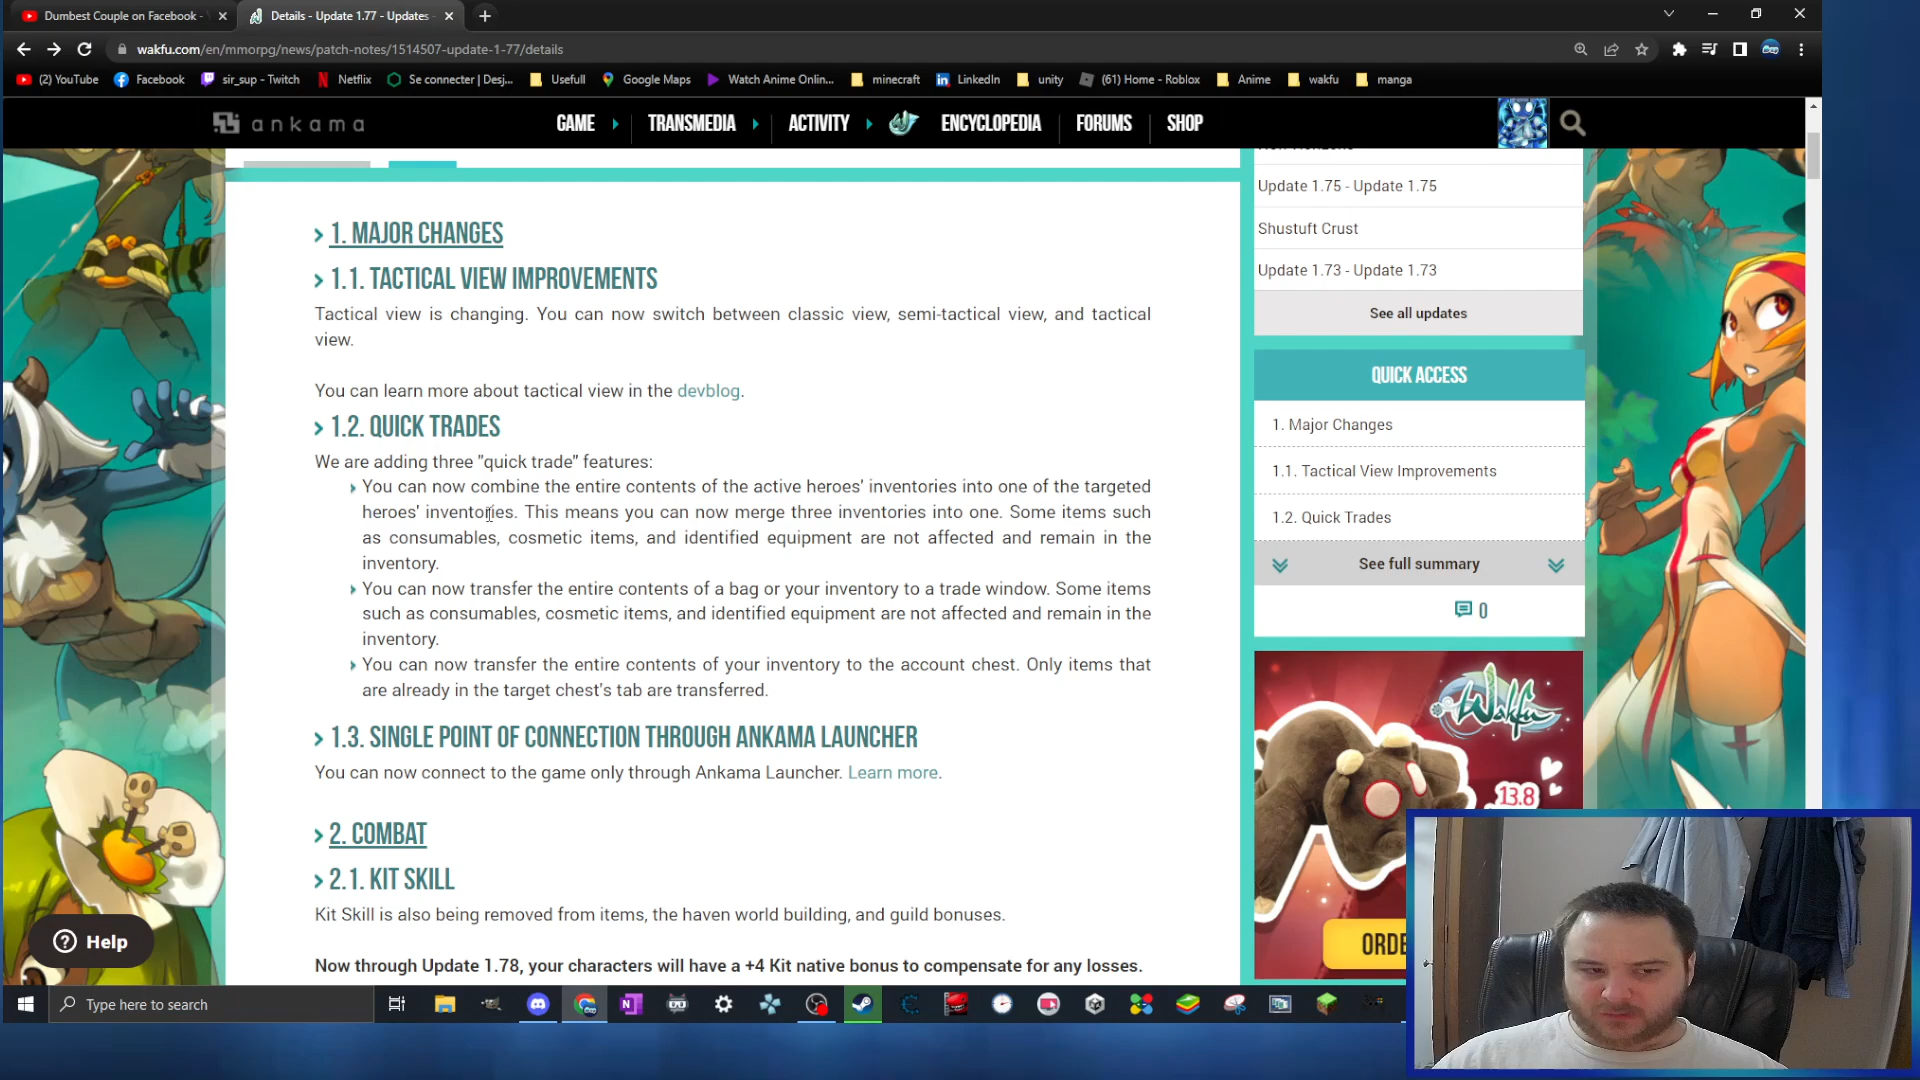 Dumbest Couple on Facebook -
Details - Update 1.77 - Updates -
wakfu.com/en/mmorpg/news/patch-notes/1514507-update-1-77/details
(2) YouTube
Facebook
sir_sup - Twitch
Netflix
Se connecter | Desj...
Usefull
Google Maps
Watch Anime Onlin...
minecraft
LinkedIn
unity
(61) Home - Roblox
Anime
wakfu
manga
ankama
GAME
TRANSMEDIA
ACTIVITY
ENCYCLOPEDIA
FORUMS
SHOP
1. MAJOR CHANGES
1.1. TACTICAL VIEW IMPROVEMENTS
Tactical view is changing. You can now switch between classic view, semi-tactical view, and tactical
view.
You can learn more about tactical view in the devblog.
1.2. QUICK TRADES
We are adding three "quick trade" features:
You can now combine the entire contents of the active heroes' inventories into one of the targeted
heroes' inventories. This means you can now merge three inventories into one. Some items such
as consumables, cosmetic items, and identified equipment are not affected and remain in the
inventory.
You can now transfer the entire contents of a bag or your inventory to a trade window. Some items
such as consumables, cosmetic items, and identified equipment are not affected and remain in the
inventory.
You can now transfer the entire contents of your inventory to the account chest. Only items that
are already in the target chest's tab are transferred.
1.3. SINGLE POINT OF CONNECTION THROUGH ANKAMA LAUNCHER
You can now connect to the game only through Ankama Launcher. Learn more.
2. COMBAT
2.1. KIT SKILL
Kit Skill is also being removed from items, the haven world building, and guild bonuses.
Now through Update 1.78, your characters will have a +4 Kit native bonus to compensate for any losses.
Update 1.75 - Update 1.75
Shustuft Crust
Update 1.73 - Update 1.73
See all updates
QUICK ACCESS
1. Major Changes
1.1. Tactical View Improvements
1.2. Quick Trades
See full summary
0
Wakfu
13.8
ORDE
Help
Type here to search